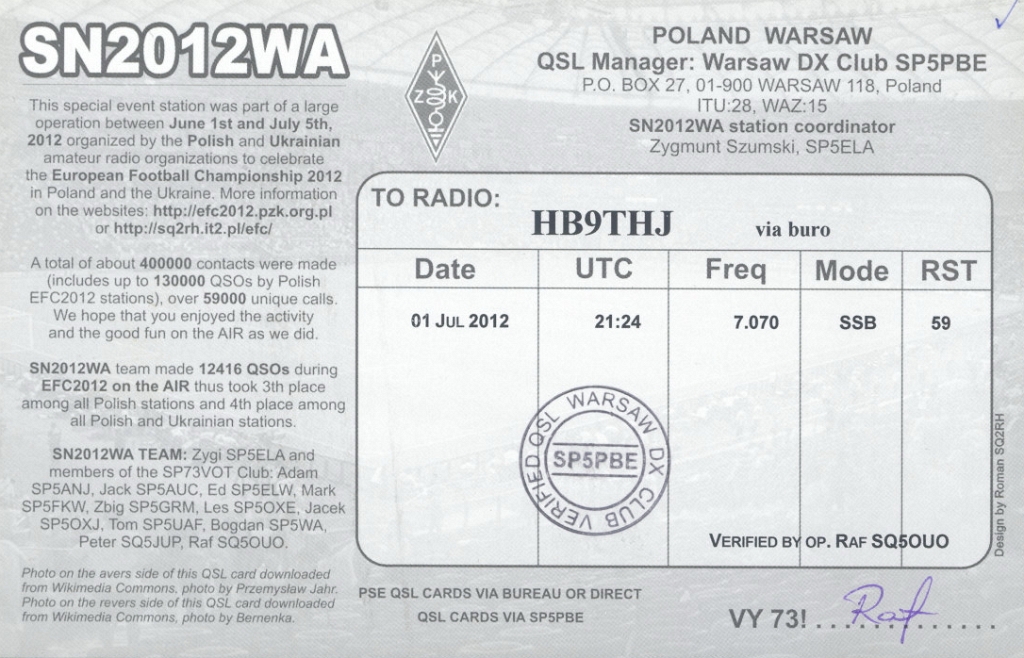 SN2012WA
This special event station was part of a large
operation between June 1st and July 5th,
2012 organized by the Polish and Ukrainian
amateur radio organizations to celebrate
the European Football Championship 2012
in Poland and the Ukraine. More information
on the websites: http://efc2012.pzk.org.pl
or http://sq2rh.it2.pl/efc/
A total of about 400000 contacts were made
(includes up to 130000 QSOs by Polish
EFC2012 stations), over 59000 unique calls.
We hope that you enjoyed the activity
and the good fun on the AIR as we did.
SN2012WA team made 12416 QSOs during
EFC2012 on the AIR thus took 3th place
among all Polish stations and 4th place among
all Polish and Ukrainian stations.
SN2012WA TEAM: Zygi SP5ELA and
members of the SP73VOT Club: Adam
SP5ANJ, Jack SP5AUC, Ed SP5ELW, Mark
SP5FKW, Zbig SP5GRM, Les SP5OXE, Jacek
SP5OXJ, Tom SP5UAF, Bogdan SP5WA,
Peter SQ5JUP, Raf SQ5OUO.
Photo on the avers side of this QSL card downloaded
from Wikimedia Commons, photo by Przemysław Jahr.
Photo on the revers side of this QSL card downloaded
from Wikimedia Commons, photo by Bernenka.
P
Z K
POLAND WARSAW
QSL Manager: Warsaw DX Club SP5PBE
P.O. BOX 27, 01-900 WARSAW 118, Poland
ITU:28, WAZ:15
SN2012WA station coordinator
Zygmunt Szumski, SP5ELA
TO RADIO:
HB9THJ via buro
Date UTC Freq Mode RST
01 JUL 2012 21:24 7.070 SSB 59
VERIFIED QSL WARSAW DX CLUB
SP5PBE
VERIFIED BY OP. RAF SQ5OUO
Design by Roman SQ2RH
PSE QSL CARDS VIA BUREAU OR DIRECT
QSL CARDS VIA SP5PBE
VY 73! . . . Raf . . . . . .